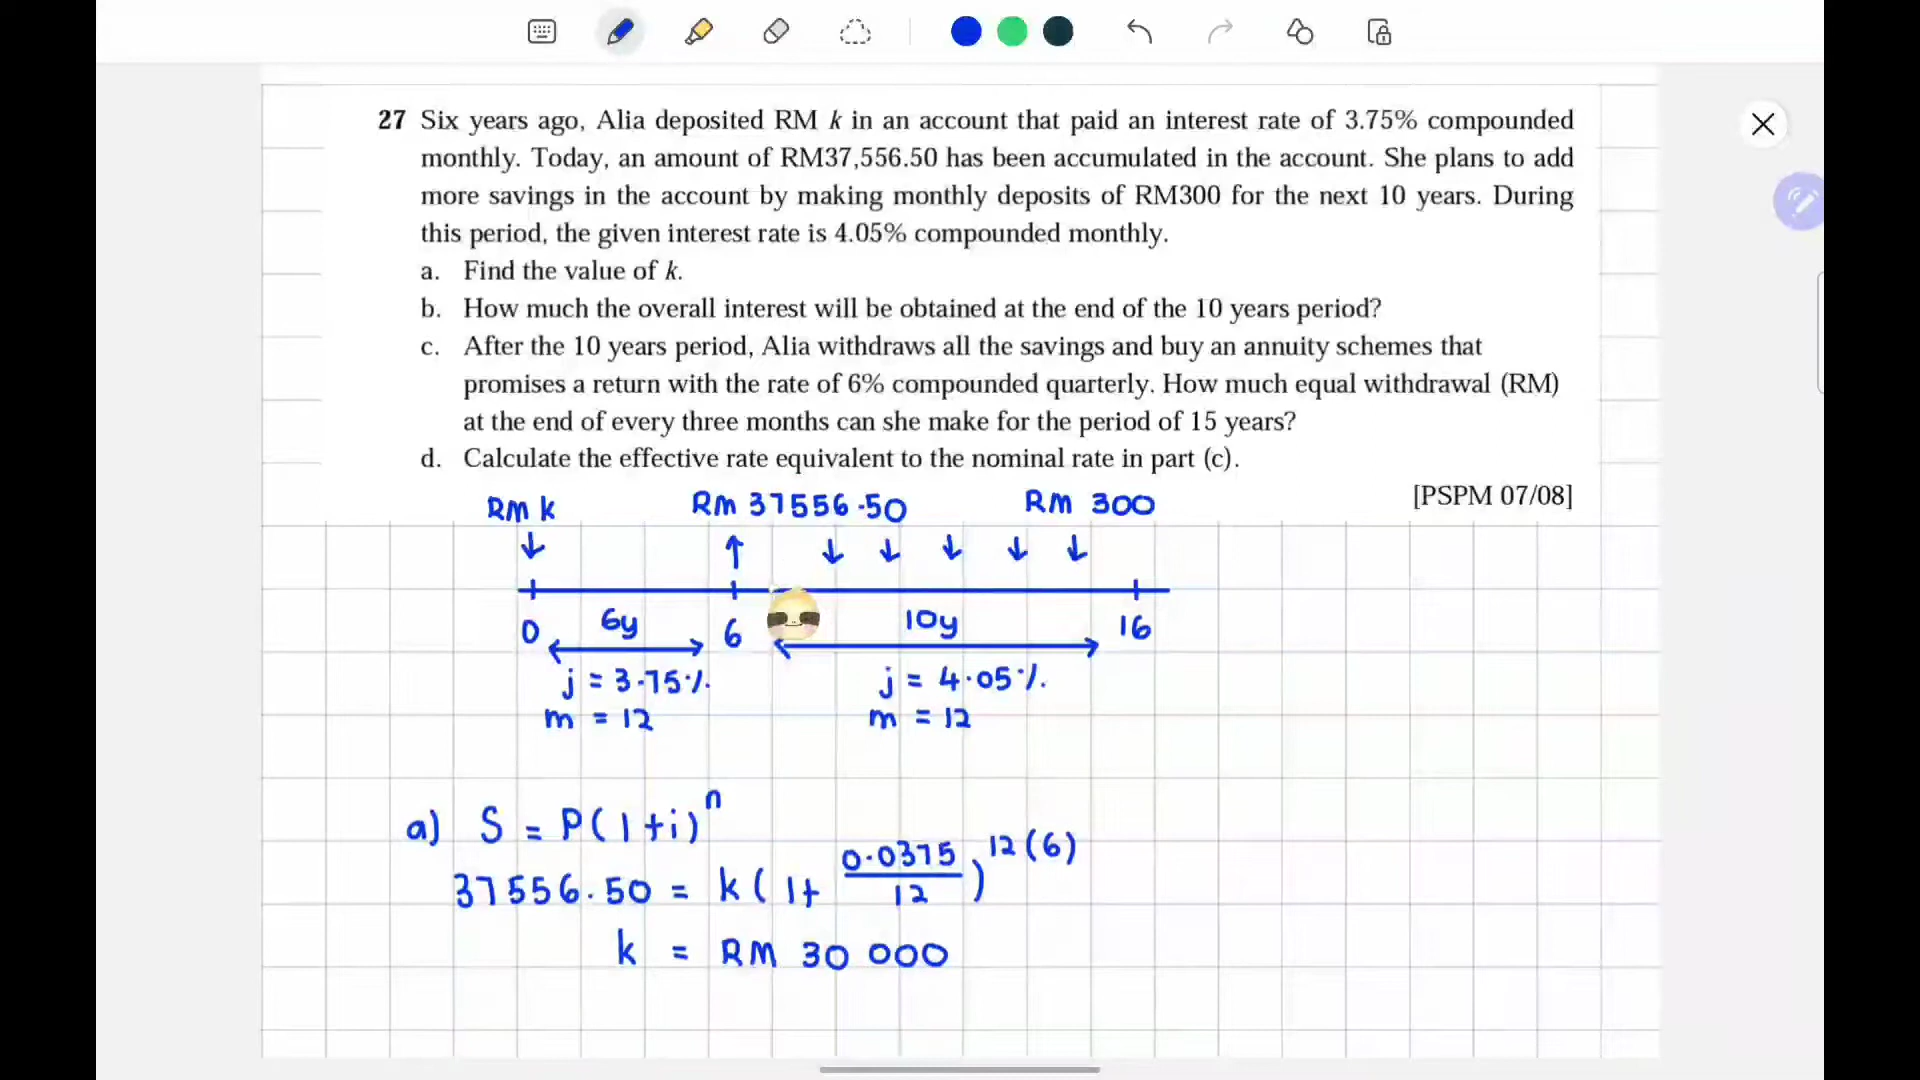 27 Six years ago, Alia deposited RM k in an account that paid an interest rate of 3.75% compounded
monthly. Today, an amount of RM37,556.50 has been accumulated in the account. She plans to add
more savings in the account by making monthly deposits of RM300 for the next 10 years. During
this period, the given interest rate is 4.05% compounded monthly.
a. Find the value of k.
b. How much the overall interest will be obtained at the end of the 10 years period?
c. After the 10 years period, Alia withdraws all the savings and buy an annuity schemes that
promises a return with the rate of 6% compounded quarterly. How much equal withdrawal (RM)
at the end of every three months can she make for the period of 15 years?
d. Calculate the effective rate equivalent to the nominal rate in part (c).
[PSPM 07/08]
RM k RM 37556.50 RM 300
↓ ↑ ↓ ↓ ↓ ↓ ↓
0 6y 6 10y 16
j = 3.75% j = 4.05%
m = 12 m = 12
a) S = P(1+i)^n
37556.50 = k(1+ 0.0375/12)^12(6)
k = RM 30 000